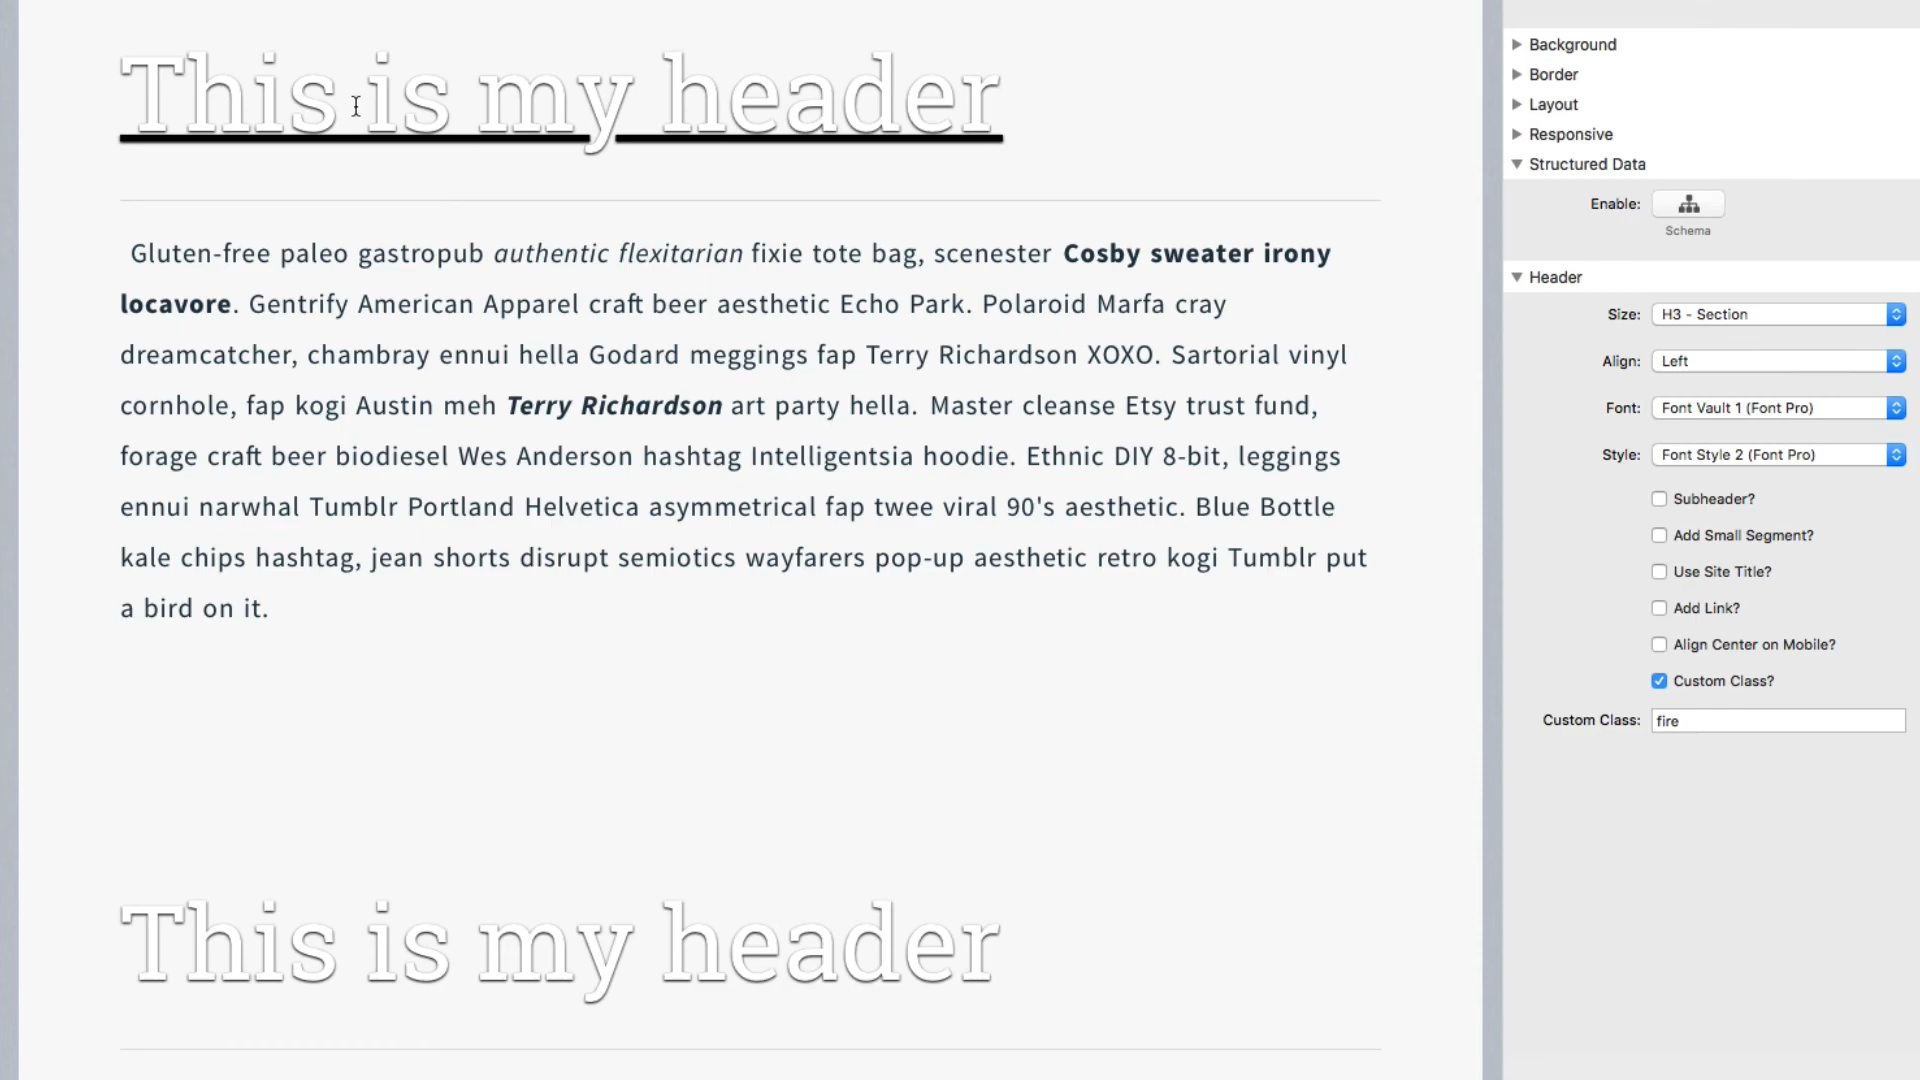 This is my header
Gluten-free paleo gastropub authentic flexitarian fixie tote bag, scenester Cosby sweater irony
locavore. Gentrify American Apparel craft beer aesthetic Echo Park. Polaroid Marfa cray
dreamcatcher, chambray ennui hella Godard meggings fap Terry Richardson XOXO. Sartorial vinyl
cornhole, fap kogi Austin meh Terry Richardson art party hella. Master cleanse Etsy trust fund,
forage craft beer biodiesel Wes Anderson hashtag Intelligentsia hoodie. Ethnic DIY 8-bit, leggings
ennui narwhal Tumblr Portland Helvetica asymmetrical fap twee viral 90's aesthetic. Blue Bottle
kale chips hashtag, jean shorts disrupt semiotics wayfarers pop-up aesthetic retro kogi Tumblr put
a bird on it.
This is my header
Background
Border
Layout
Responsive
Structured Data
Enable:
Schema
Header
Size: H3 - Section
Align: Left
Font: Font Vault 1 (Font Pro)
Style: Font Style 2 (Font Pro)
Subheader?
Add Small Segment?
Use Site Title?
Add Link?
Align Center on Mobile?
Custom Class?
Custom Class: fire